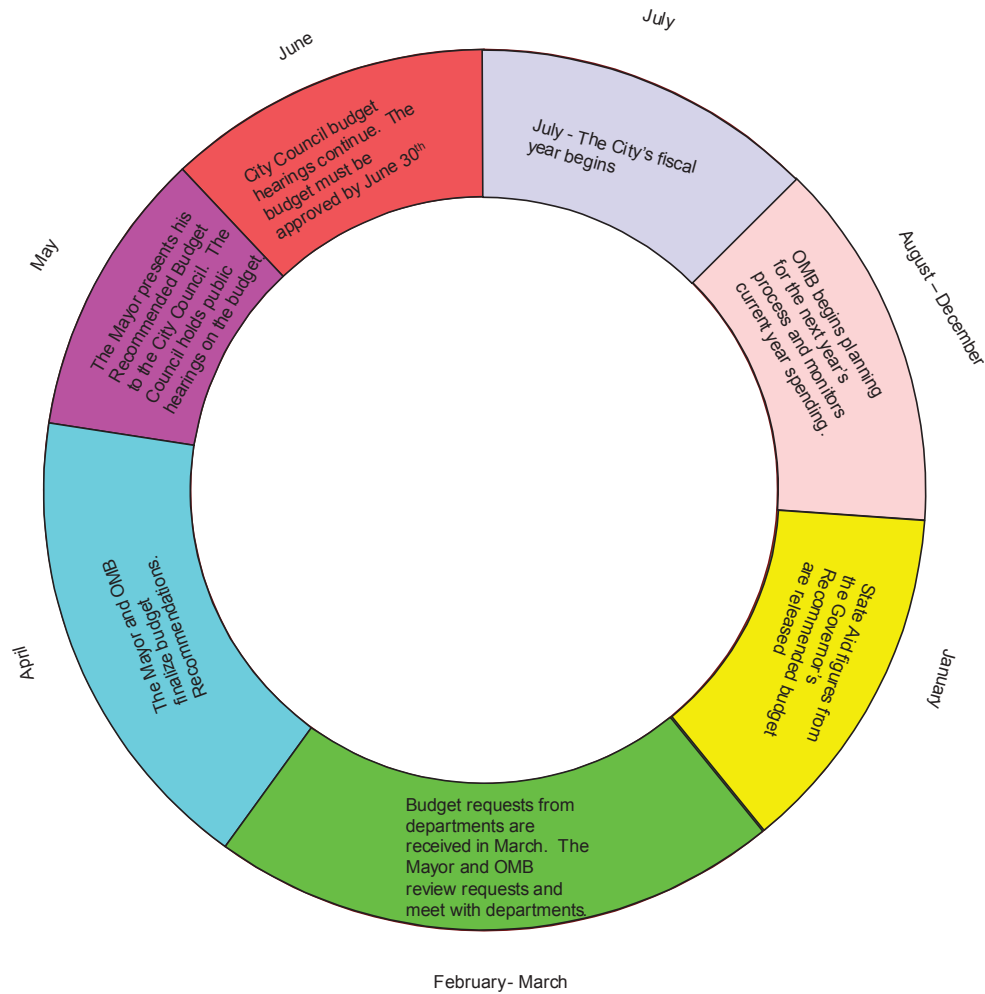 July
July - The City's fiscal
year begins
August – December
OMB begins planning
for the next year's
process and monitors
current year spending.
January
State Aid figures from
the Governor's
Recommended budget
are released
February- March
Budget requests from
departments are
received in March. The
Mayor and OMB
review requests and
meet with departments.
April
The Mayor and OMB
finalize budget
Recommendations.
May
The Mayor presents his
Recommended Budget
to the City Council. The
Council holds public
hearings on the budget.
June
City Council budget
hearings continue. The
budget must be
approved by June 30th